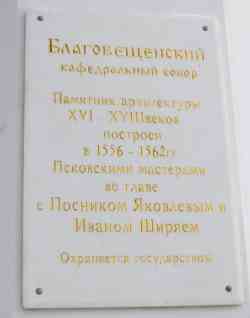 Благовещенский
кафедральный собор
Памятник архитектуры
XVI - XVIIIвеков
построен
в 1556 - 1562гг
Псковскими мастерами
во главе
с Посником Яковлевым и
Иваном Ширяем
Охраняется государством